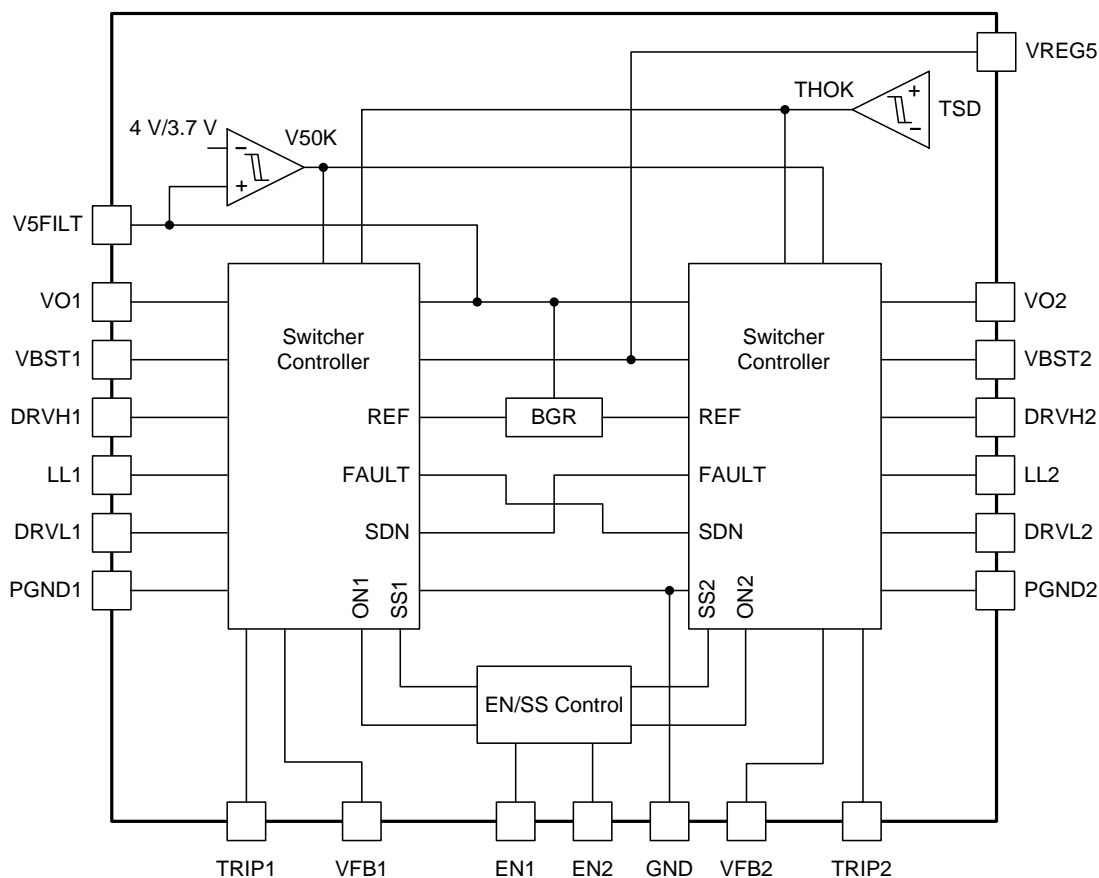 VREG5
THOK
+
−
TSD
4 V/3.7 V
V50K
−
+
V5FILT
VO1
VBST1
DRVH1
LL1
DRVL1
PGND1
Switcher
Controller
REF
FAULT
SDN
ON1
SS1
BGR
Switcher
Controller
REF
FAULT
SDN
SS2
ON2
VO2
VBST2
DRVH2
LL2
DRVL2
PGND2
EN/SS Control
TRIP1
VFB1
EN1
EN2
GND
VFB2
TRIP2